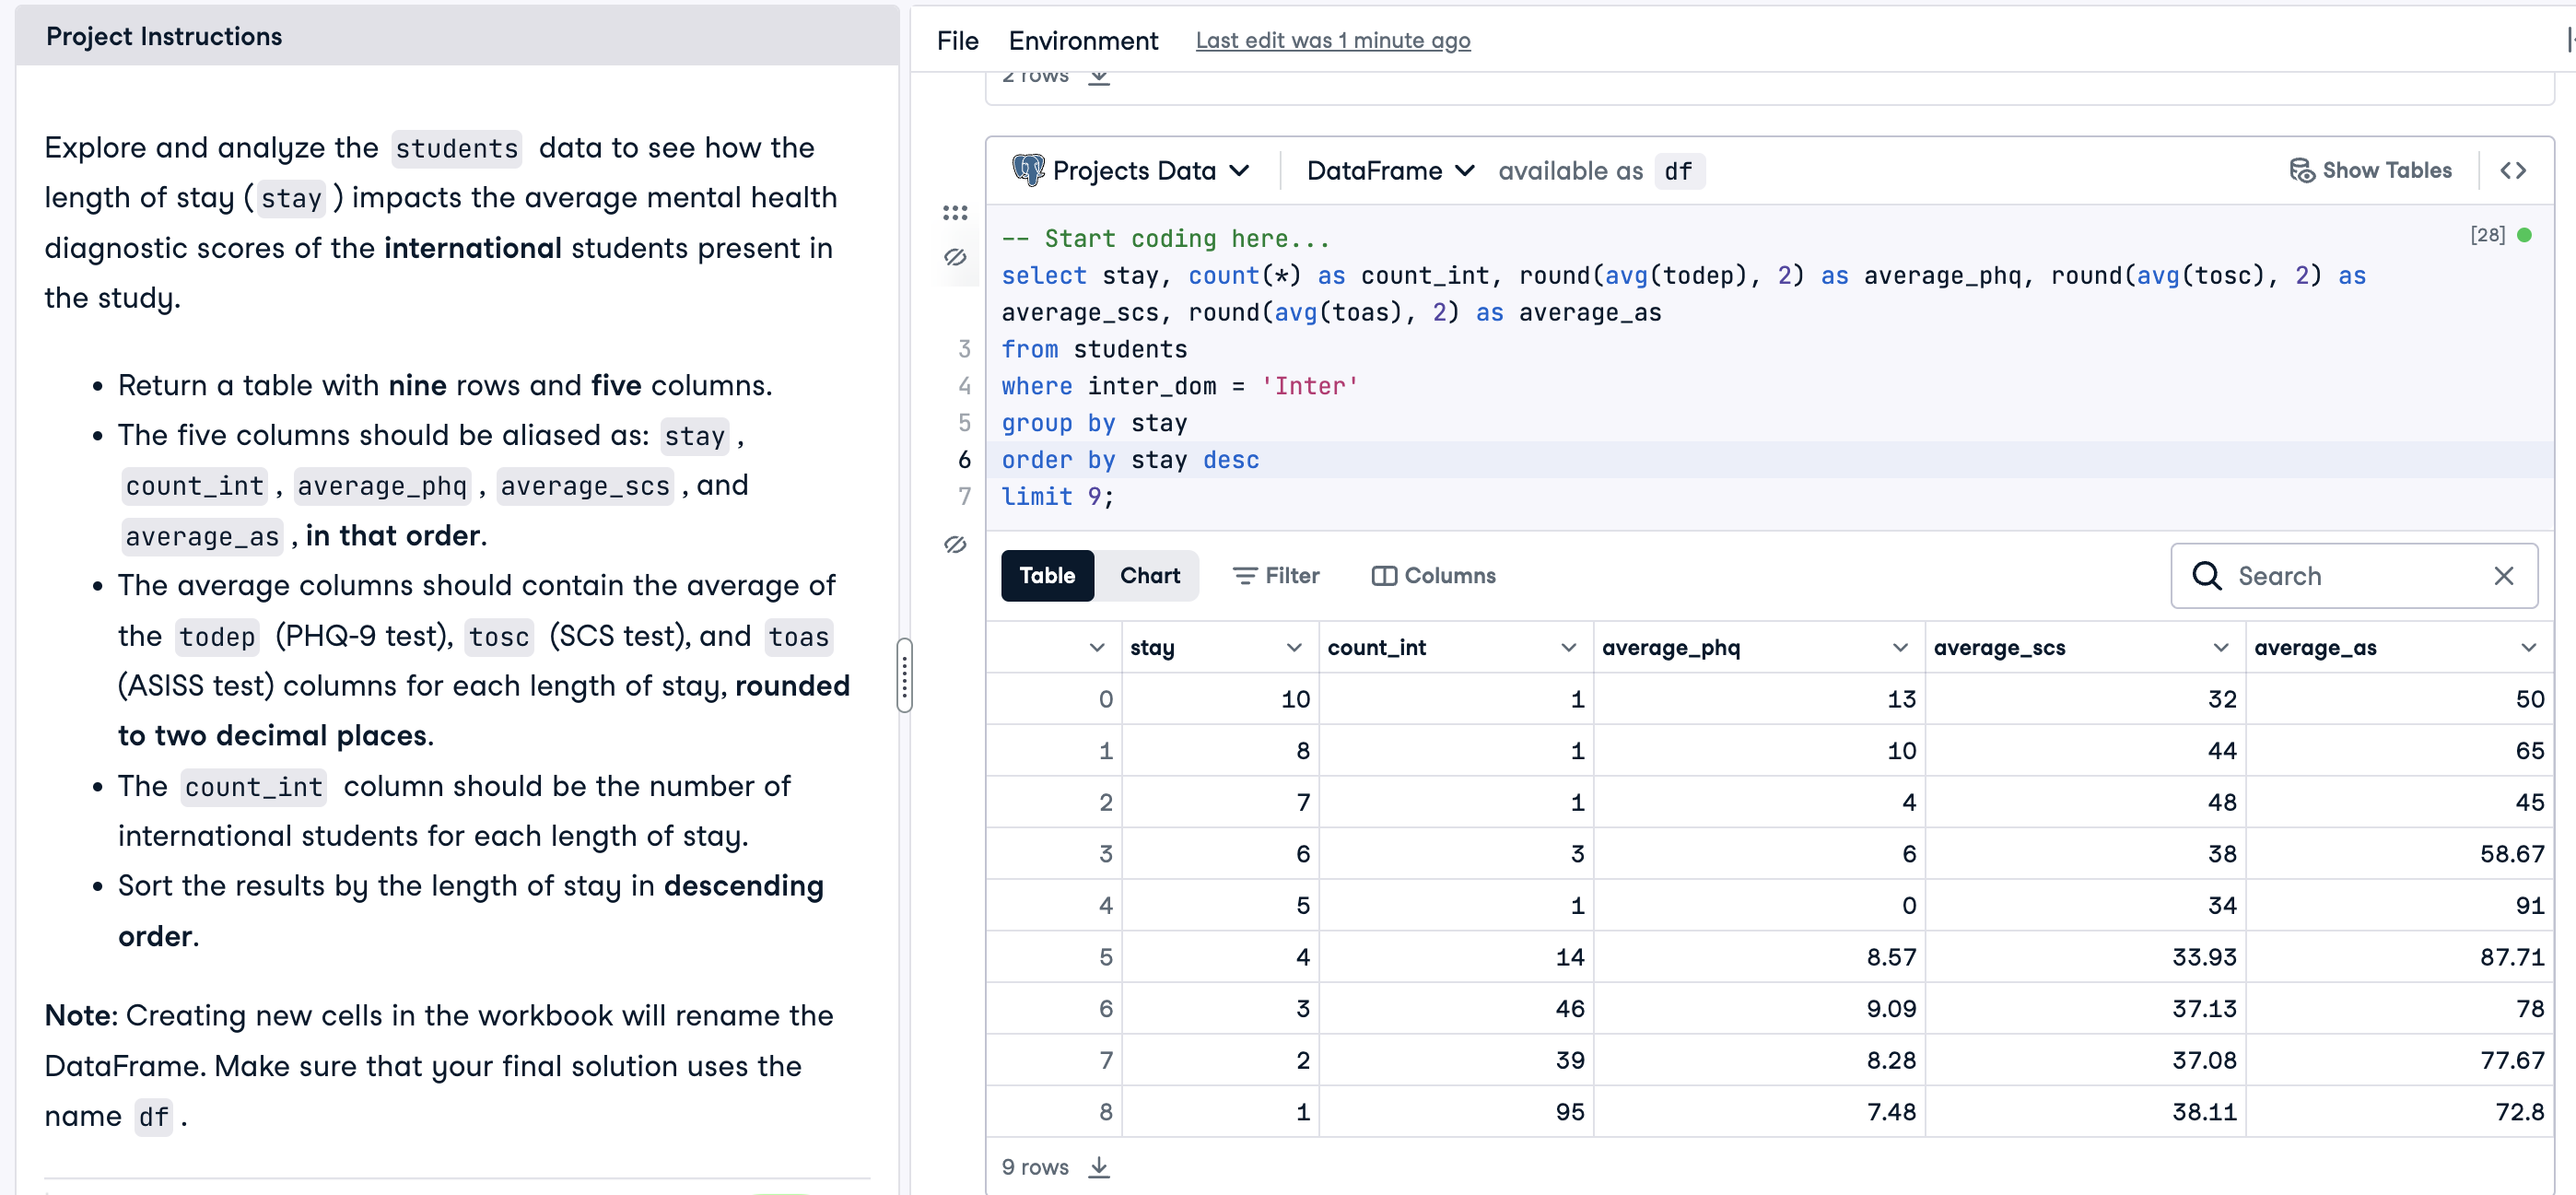 Project Instructions
Explore and analyze the students data to see how the
length of stay ( stay ) impacts the average mental health
diagnostic scores of the international students present in
the study.
• Return a table with nine rows and five columns.
• The five columns should be aliased as: stay ,
count_int , average_phq , average_scs , and
average_as , in that order.
• The average columns should contain the average of
the todep (PHQ-9 test), tosc (SCS test), and toas
(ASISS test) columns for each length of stay, rounded
to two decimal places.
• The count_int column should be the number of
international students for each length of stay.
• Sort the results by the length of stay in descending
order.
Note: Creating new cells in the workbook will rename the
DataFrame. Make sure that your final solution uses the
name df .
File Environment Last edit was 1 minute ago
2 rows
Projects Data DataFrame available as df Show Tables
-- Start coding here... [28]
select stay, count(*) as count_int, round(avg(todep), 2) as average_phq, round(avg(tosc), 2) as
average_scs, round(avg(toas), 2) as average_as
3 from students
4 where inter_dom = 'Inter'
5 group by stay
6 order by stay desc
7 limit 9;
Table Chart Filter Columns Search
stay count_int average_phq average_scs average_as
0 10 1 13 32 50
1 8 1 10 44 65
2 7 1 4 48 45
3 6 3 6 38 58.67
4 5 1 0 34 91
5 4 14 8.57 33.93 87.71
6 3 46 9.09 37.13 78
7 2 39 8.28 37.08 77.67
8 1 95 7.48 38.11 72.8
9 rows